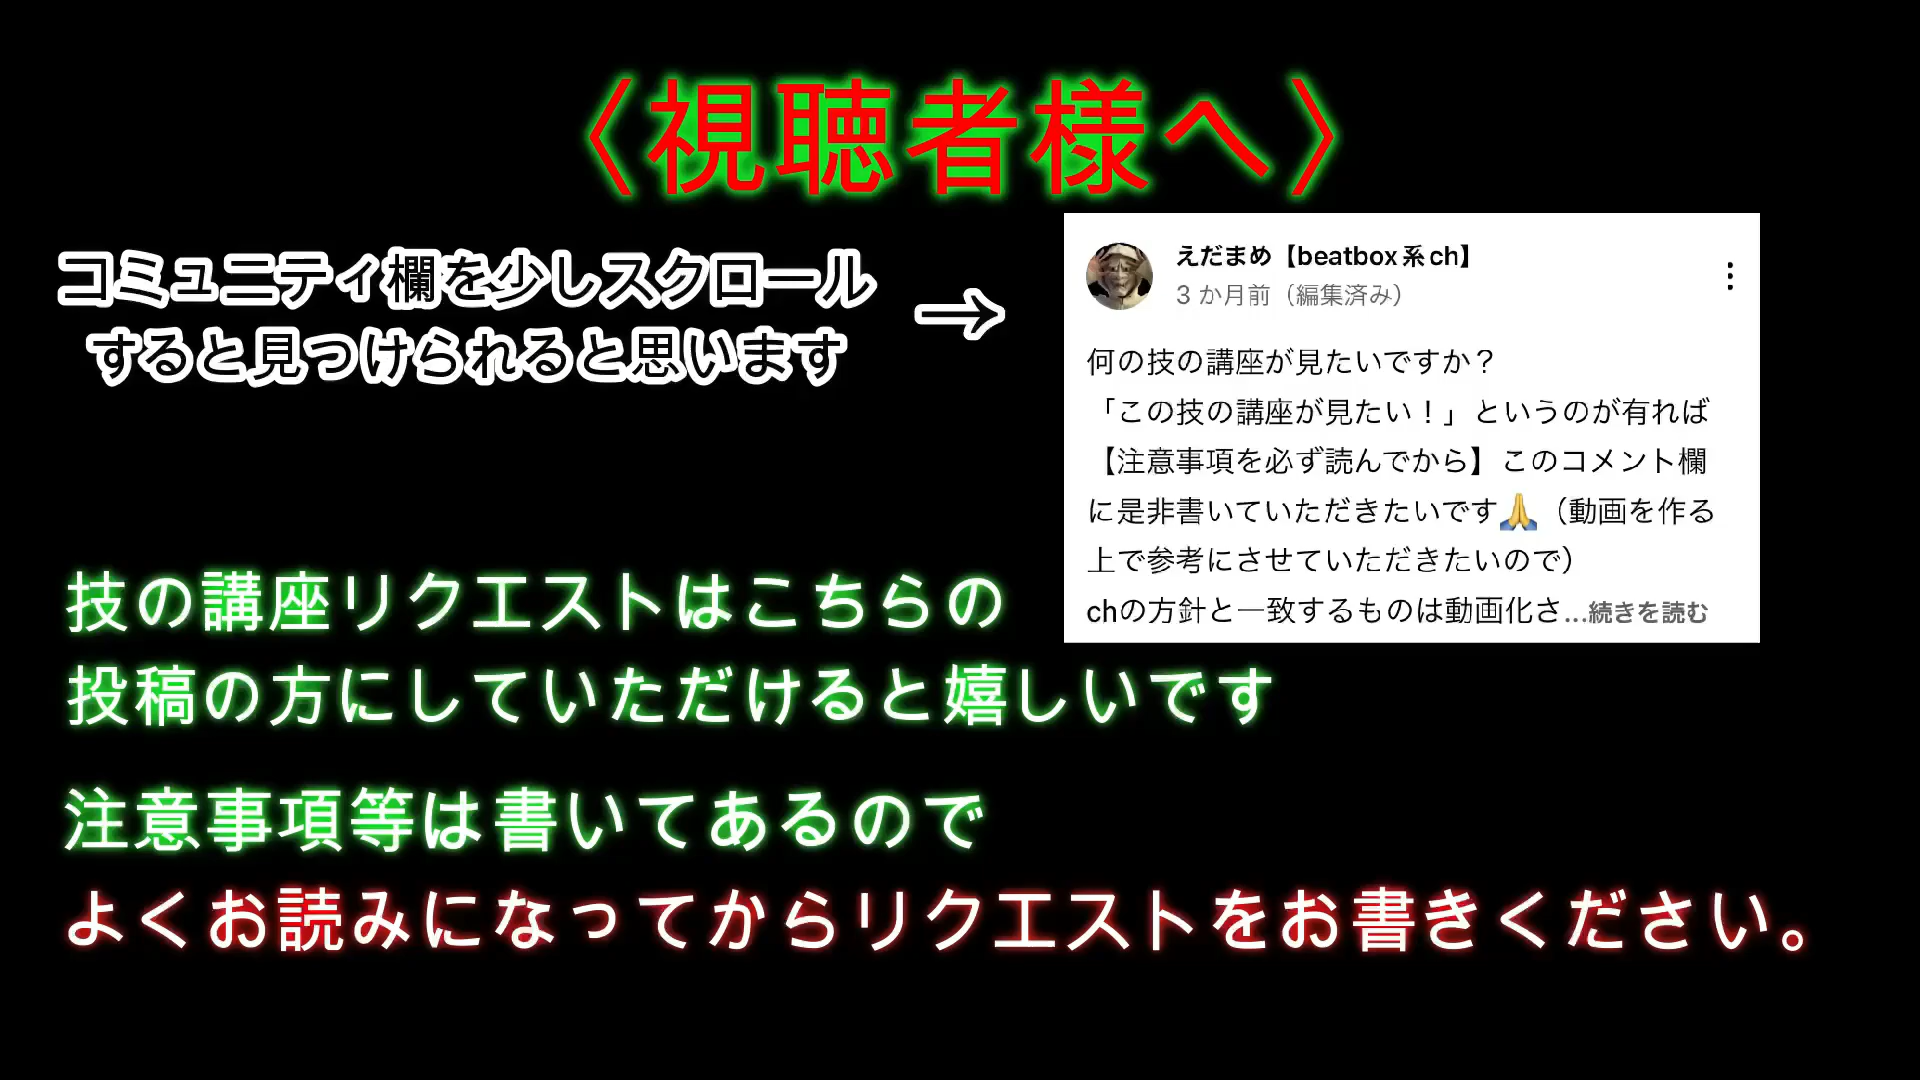 〈視聴者様へ〉
コミュニティ欄を少しスクロール
すると見つけられると思います
→
えだまめ【beatbox系ch】
3 か月前（編集済み）
何の技の講座が見たいですか？
「この技の講座が見たい！」というのが有れば
【注意事項を必ず読んでから】このコメント欄
に是非書いていただきたいです🙏（動画を作る
上で参考にさせていただきたいので）
chの方針と一致するものは動画化さ...続きを読む
技の講座リクエストはこちらの
投稿の方にしていただけると嬉しいです
注意事項等は書いてあるので
よくお読みになってからリクエストをお書きください。